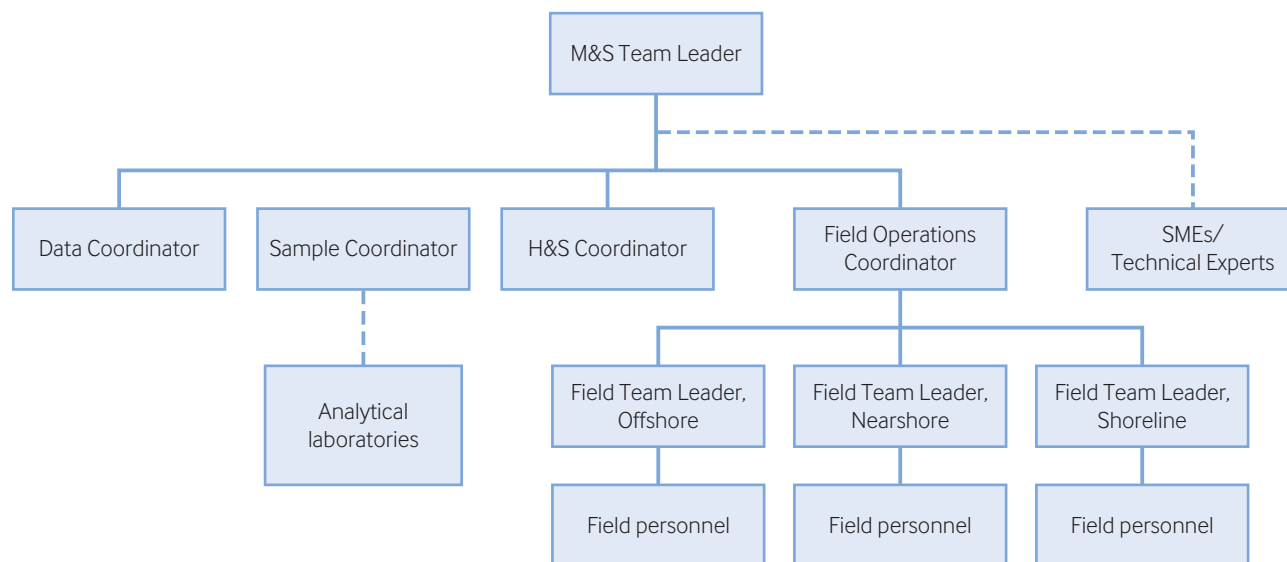 M&S Team Leader
Data Coordinator
Sample Coordinator
H&S Coordinator
Field Operations
Coordinator
SMEs/
Technical Experts
Analytical
laboratories
Field Team Leader,
Offshore
Field Team Leader,
Nearshore
Field Team Leader,
Shoreline
Field personnel
Field personnel
Field personnel